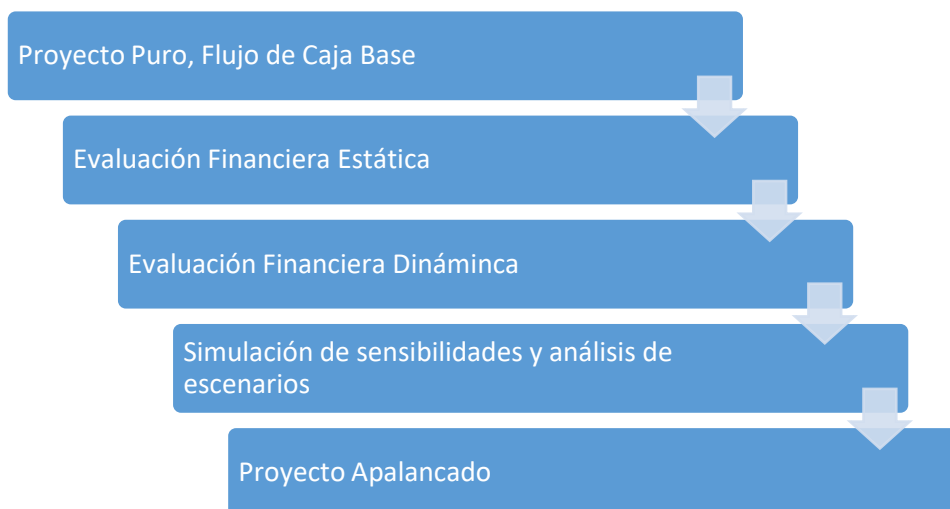 Proyecto Puro, Flujo de Caja Base
Evaluación Financiera Estática
Evaluación Financiera Dináminca
Simulación de sensibilidades y análisis de
escenarios
Proyecto Apalancado